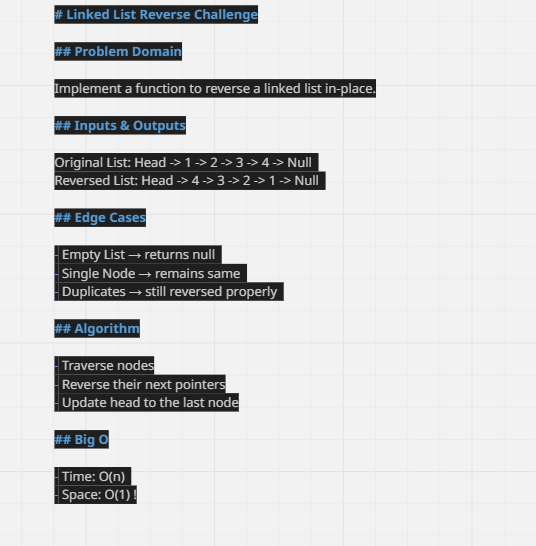 # Linked List Reverse Challenge
## Problem Domain
Implement a function to reverse a linked list in-place.
## Inputs & Outputs
Original List: Head -> 1 -> 2 -> 3 -> 4 -> Null
Reversed List: Head -> 4 -> 3 -> 2 -> 1 -> Null
## Edge Cases
- Empty List → returns null
- Single Node → remains same
- Duplicates → still reversed properly
## Algorithm
- Traverse nodes
- Reverse their next pointers
- Update head to the last node
## Big O
- Time: O(n)
- Space: O(1) !